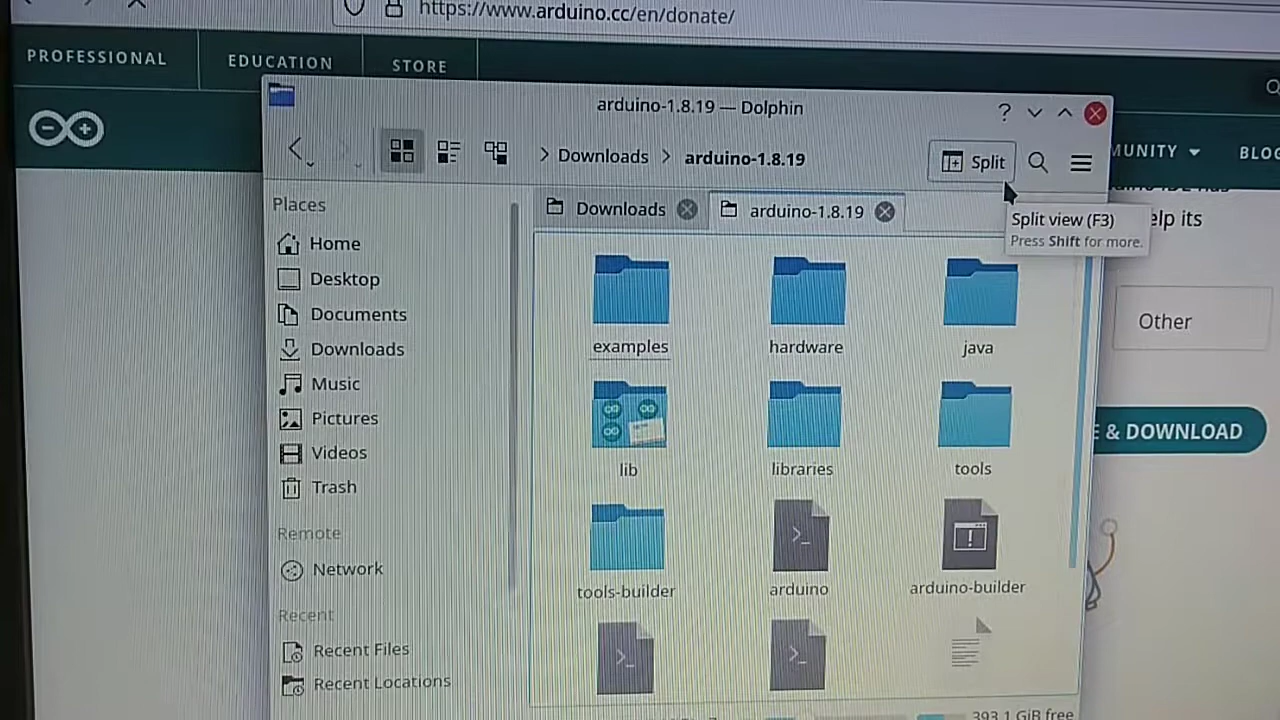 https://www.arduino.cc/en/donate/
PROFESSIONAL
EDUCATION
STORE
arduino-1.8.19 — Dolphin
?
Downloads
arduino-1.8.19
Split
MUNITY
BLOG
Places
Downloads
arduino-1.8.19
Split view (F3)
Press Shift for more.
elp its
Home
Desktop
Documents
Downloads
Music
Pictures
Videos
Trash
Remote
Network
Recent
Recent Files
Recent Locations
examples
hardware
java
Other
lib
libraries
tools
E & DOWNLOAD
tools-builder
arduino
arduino-builder
393.1 GiB free